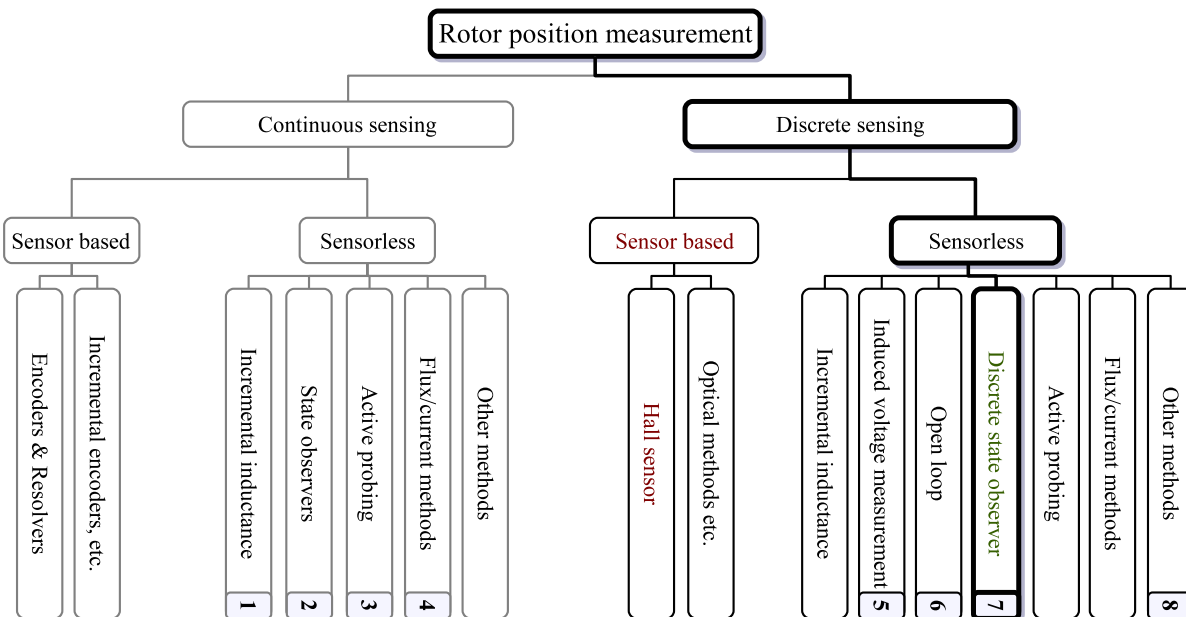 Rotor position measurement
Continuous sensing
Discrete sensing
Sensor based
Sensorless
Sensor based
Sensorless
Encoders & Resolvers
Incremental encoders, etc.
Incremental inductance
State observers
Active probing
Flux/current methods
Other methods
Hall sensor
Optical methods etc.
Incremental inductance
Induced voltage measurement
Open loop
Discrete state observer
Active probing
Flux/current methods
Other methods
1
2
3
4
5
6
7
8